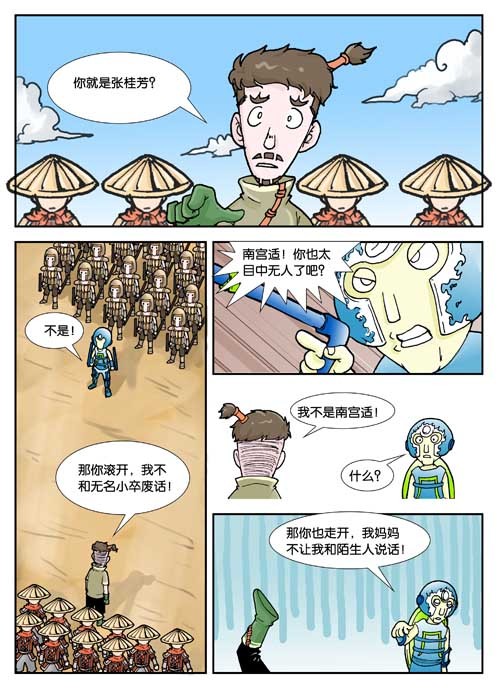 你就是张桂芳？
不是！
那你滚开，我不
和无名小卒废话！
南宫适！你也太
目中无人了吧？
我不是南宫适！
什么？
那你也走开，我妈妈
不让我和陌生人说话！